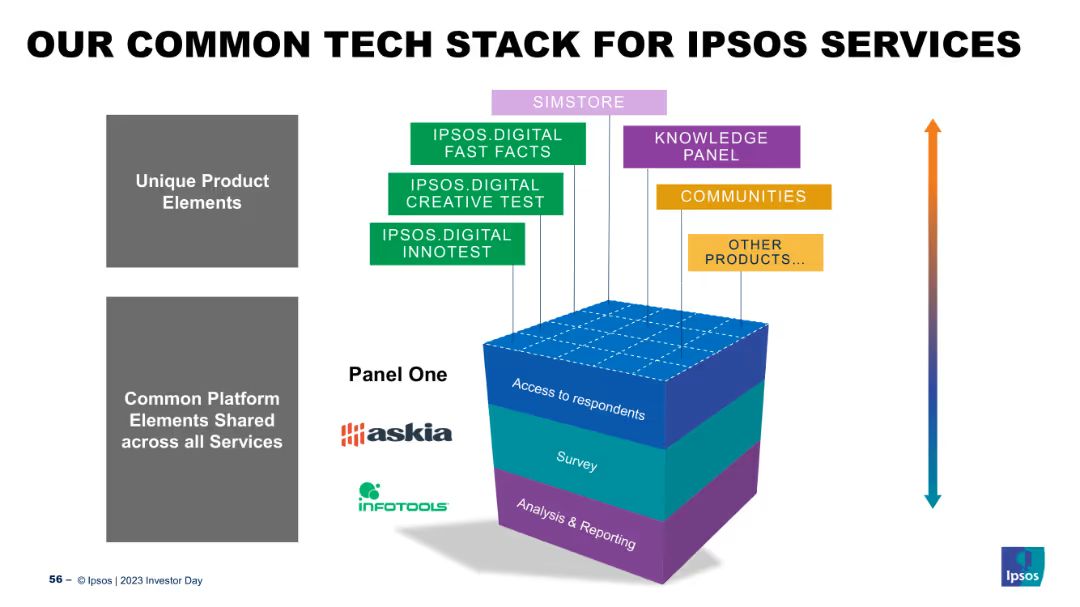 OUR COMMON TECH STACK FOR IPSOS SERVICES
Unique Product
Elements
SIMSTORE
IPSOS.DIGITAL
FAST FACTS
KNOWLEDGE
PANEL
IPSOS.DIGITAL
CREATIVE TEST
COMMUNITIES
IPSOS.DIGITAL
INNOTEST
OTHER
PRODUCTS...
Common Platform
Elements Shared
across all Services
Panel One
Access to respondents
askia
Survey
INFOTOOLS
Analysis & Reporting
56 – © Ipsos | 2023 Investor Day
Ipsos